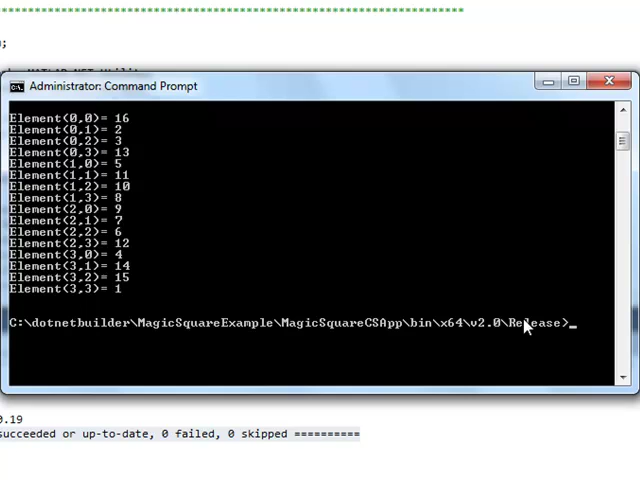 ************************************************************
Administrator: Command Prompt
Element(0,0)= 16
Element(0,1)= 2
Element(0,2)= 3
Element(0,3)= 13
Element(1,0)= 5
Element(1,1)= 11
Element(1,2)= 10
Element(1,3)= 8
Element(2,0)= 9
Element(2,1)= 7
Element(2,2)= 6
Element(2,3)= 12
Element(3,0)= 4
Element(3,1)= 14
Element(3,2)= 15
Element(3,3)= 1
C:\dotnetbuilder\MagicSquareExample\MagicSquareCSApp\bin\x64\v2.0\Release>_
0.19
succeeded or up-to-date, 0 failed, 0 skipped ==========